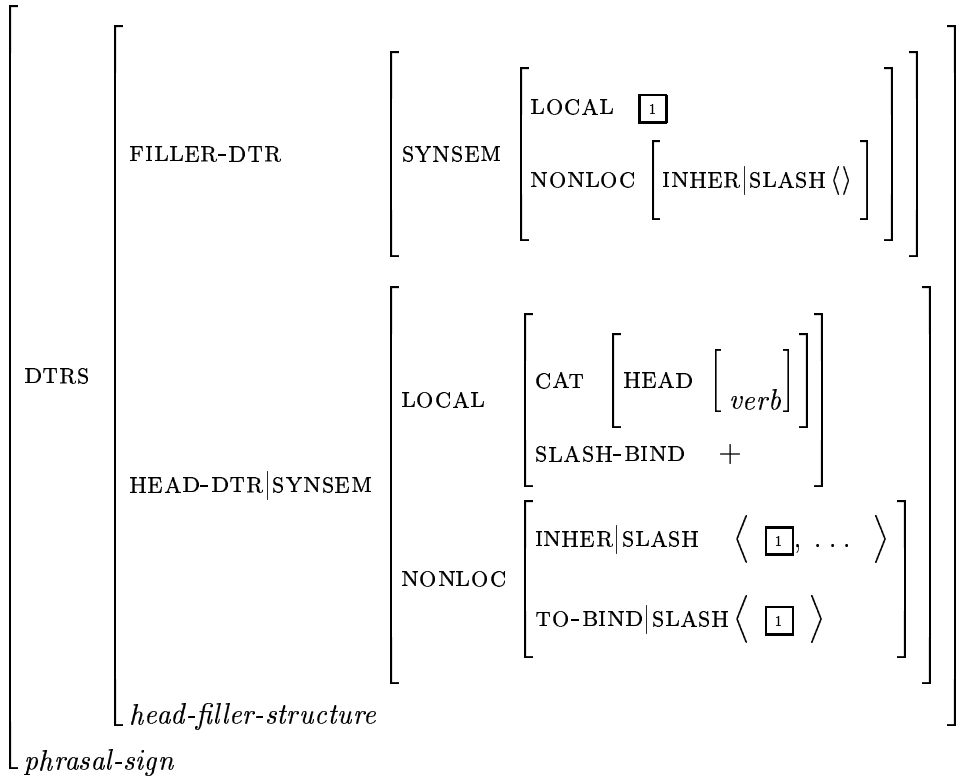 LOCAL 1
FILLER-DTR SYNSEM
NONLOC INHER|SLASH ⟨⟩
CAT HEAD
verb
DTRS
LOCAL
SLASH-BIND +
HEAD-DTR|SYNSEM
INHER|SLASH ⟨ 1, ... ⟩
NONLOC
TO-BIND|SLASH ⟨ 1 ⟩
head-filler-structure
phrasal-sign